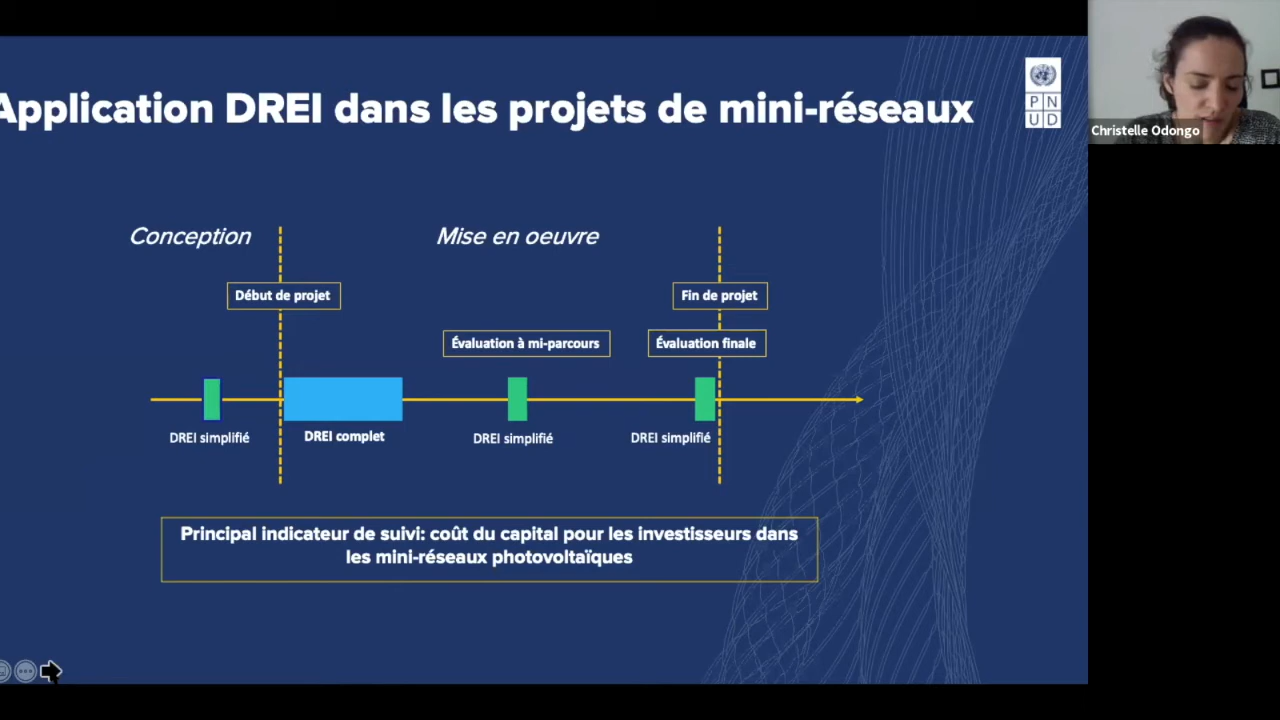 Application DREI dans les projets de mini-réseaux
P N
U D
Christelle Odongo
Conception
Mise en oeuvre
Début de projet
Fin de projet
Évaluation à mi-parcours
Évaluation finale
DREI simplifié
DREI complet
DREI simplifié
DREI simplifié
Principal indicateur de suivi: coût du capital pour les investisseurs dans
les mini-réseaux photovoltaïques